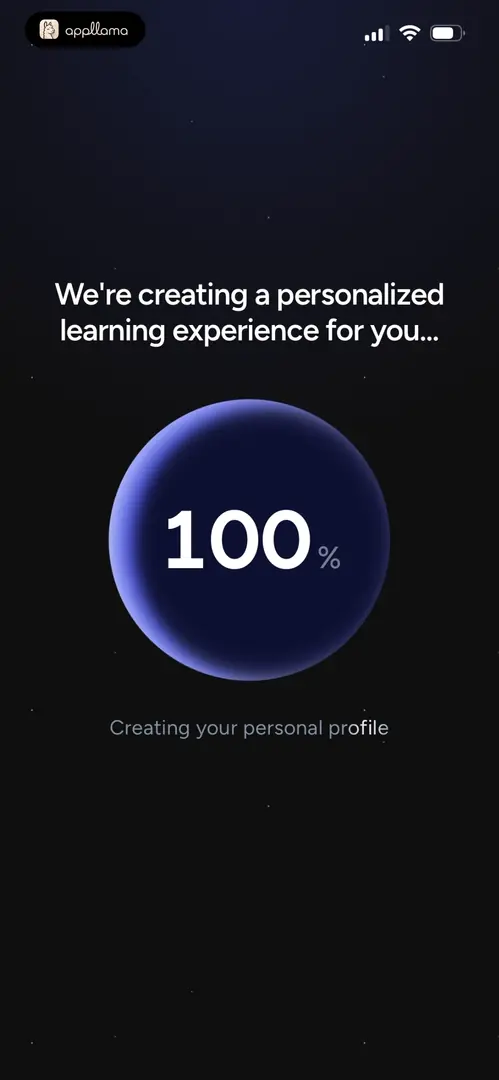 appllama
We're creating a personalized
learning experience for you...
100 %
Creating your personal profile